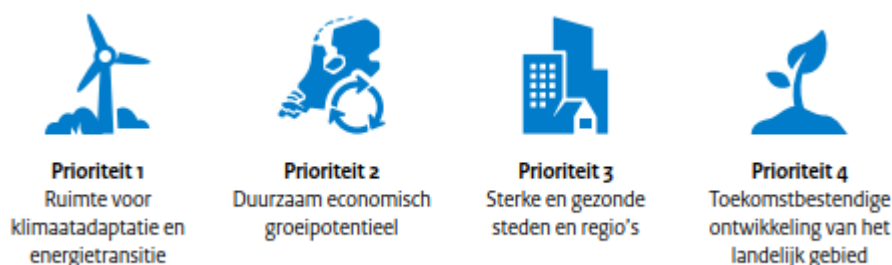 Prioriteit 1
Ruimte voor
klimaatadaptatie en
energietransitie
Prioriteit 2
Duurzaam economisch
groeipotentieel
Prioriteit 3
Sterke en gezonde
steden en regio's
Prioriteit 4
Toekomstbestendige
ontwikkeling van het
landelijk gebied